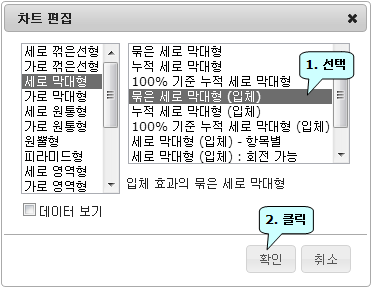 차트 편집
세로 꺾은선형
가로 꺾은선형
세로 막대형
가로 막대형
세로 원통형
가로 원통형
원뿔형
피라미드형
세로 영역형
가로 영역형
묶은 세로 막대형
누적 세로 막대형
100% 기준 누적 세로 막대형
묶은 세로 막대형 (입체)
누적 세로 막대형 (입체)
100% 기준 누적 세로 막대형 (입체)
세로 막대형 (입체) - 항목별
세로 막대형 (입체) : 회전 가능
1. 선택
입체 효과의 묶은 세로 막대형
데이터 보기
2. 클릭
확인
취소